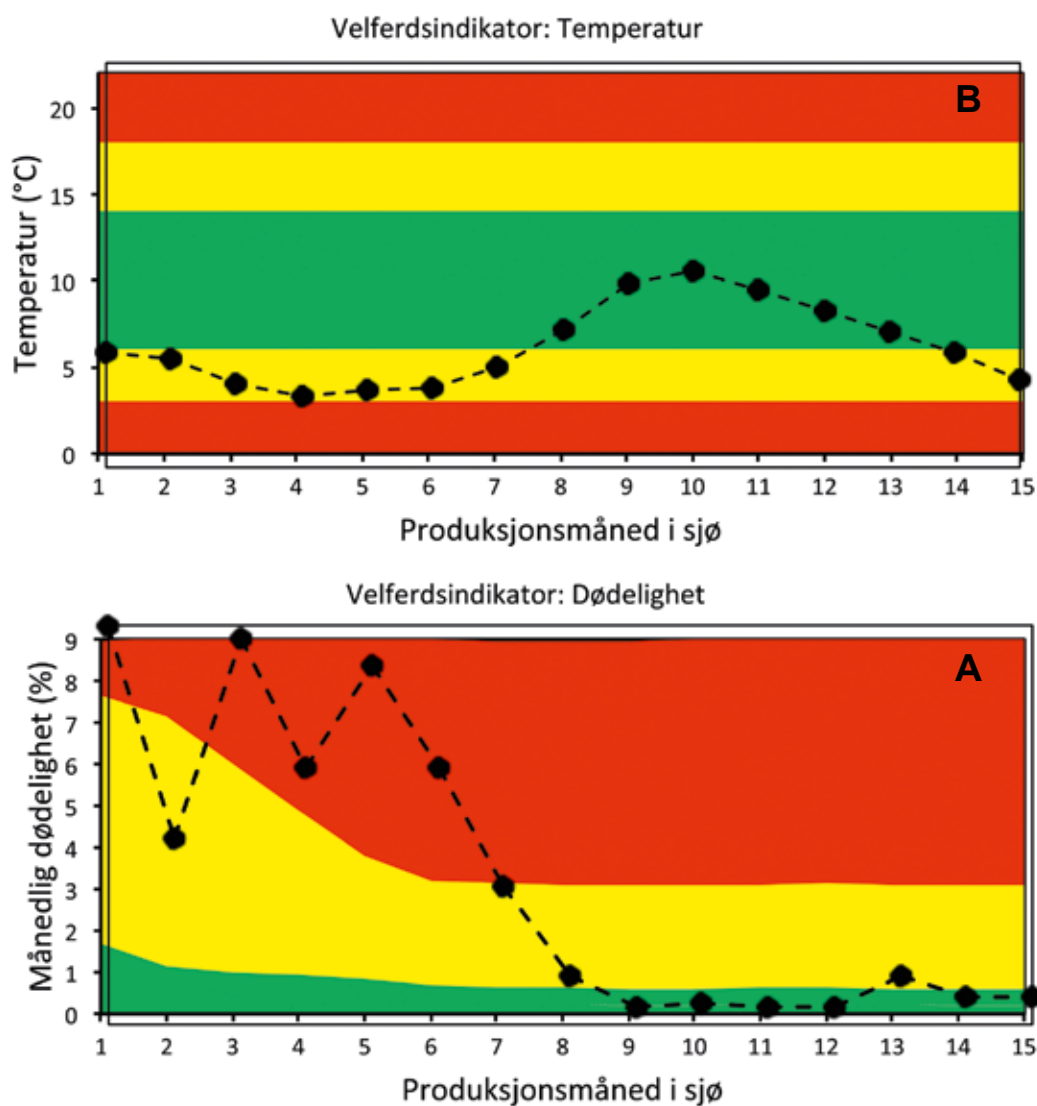 Velferdsindikator: Temperatur
B
Temperatur (°C)
20
15
10
5
0
1 2 3 4 5 6 7 8 9 10 11 12 13 14 15
Produksjonsmåned i sjø
Velferdsindikator: Dødelighet
A
Månedlig dødelighet (%)
9
8
7
6
5
4
3
2
1
0
1 2 3 4 5 6 7 8 9 10 11 12 13 14 15
Produksjonsmåned i sjø